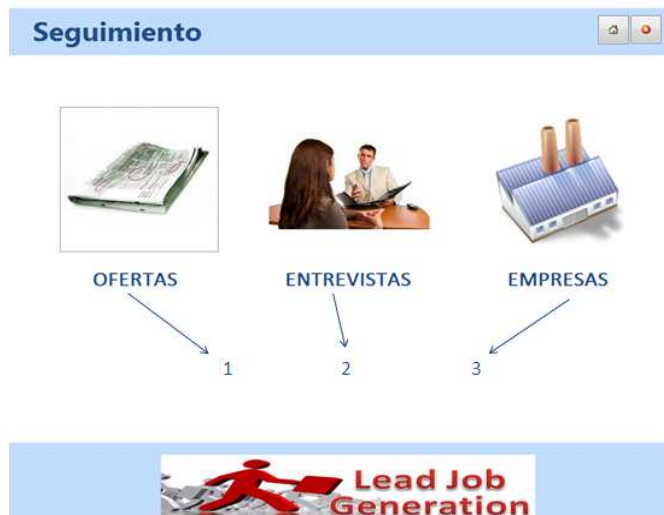 Seguimiento
OFERTAS
ENTREVISTAS
EMPRESAS
1
2
3
Lead Job
Generation